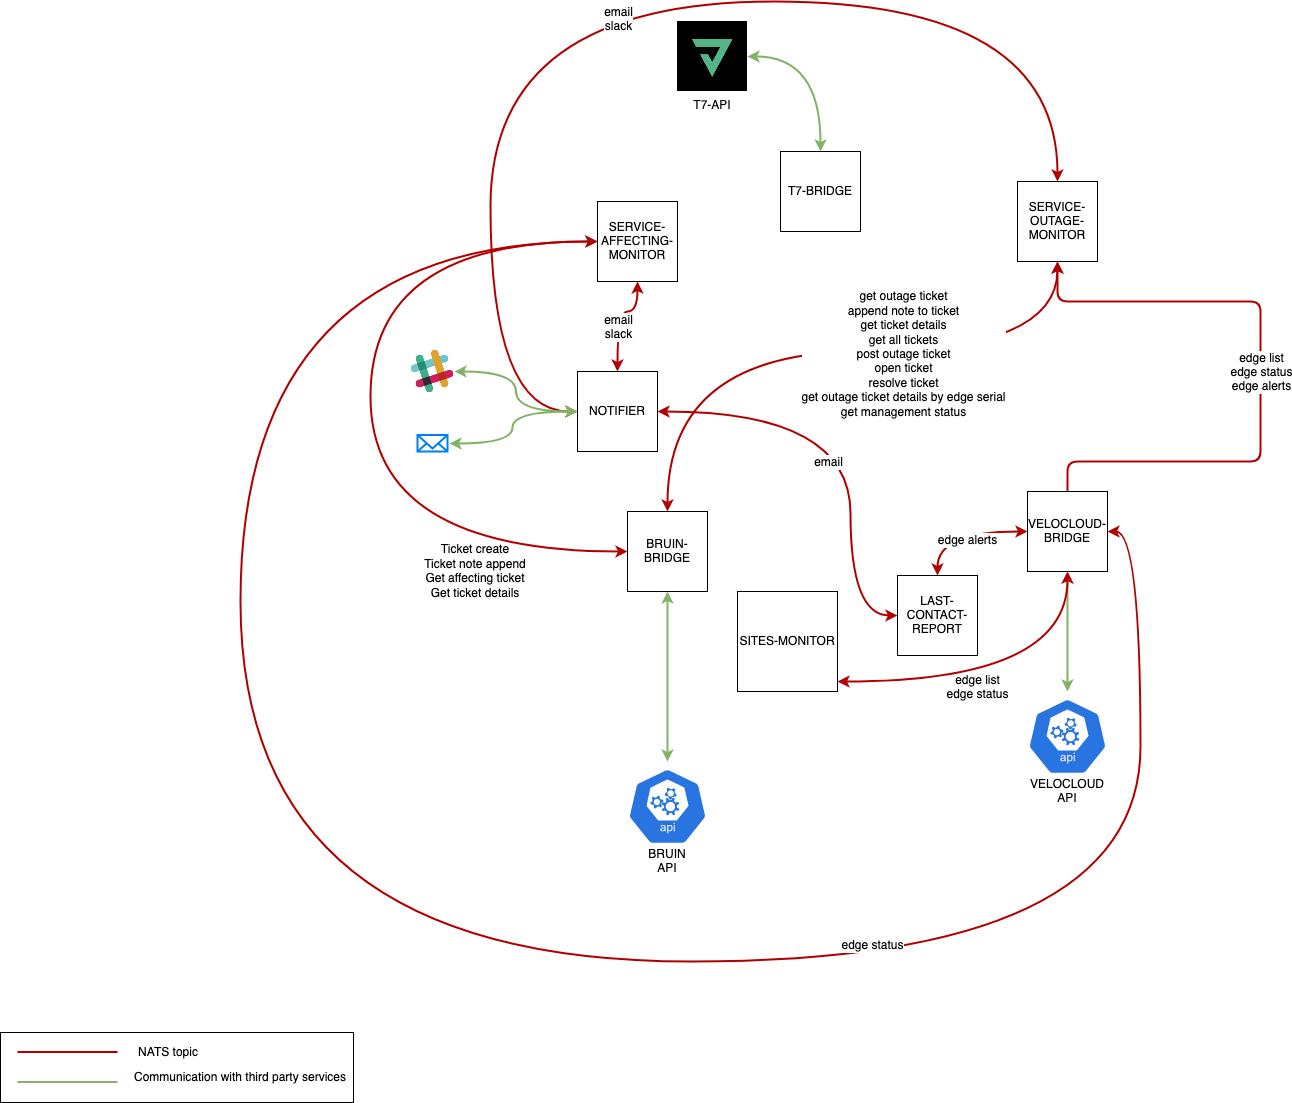 email
slack
T7-API
T7-BRIDGE
SERVICE-
OUTAGE-
MONITOR
SERVICE-
AFFECTING-
MONITOR
get outage ticket
append note to ticket
get ticket details
get all tickets
post outage ticket
open ticket
resolve ticket
get outage ticket details by edge serial
get management status
email
slack
edge list
edge status
edge alerts
NOTIFIER
email
VELOCLOUD-
BRIDGE
edge alerts
BRUIN-
BRIDGE
Ticket create
Ticket note append
Get affecting ticket
Get ticket details
LAST-
CONTACT-
REPORT
SITES-MONITOR
edge list
edge status
api
VELOCLOUD
API
api
BRUIN
API
edge status
NATS topic
Communication with third party services